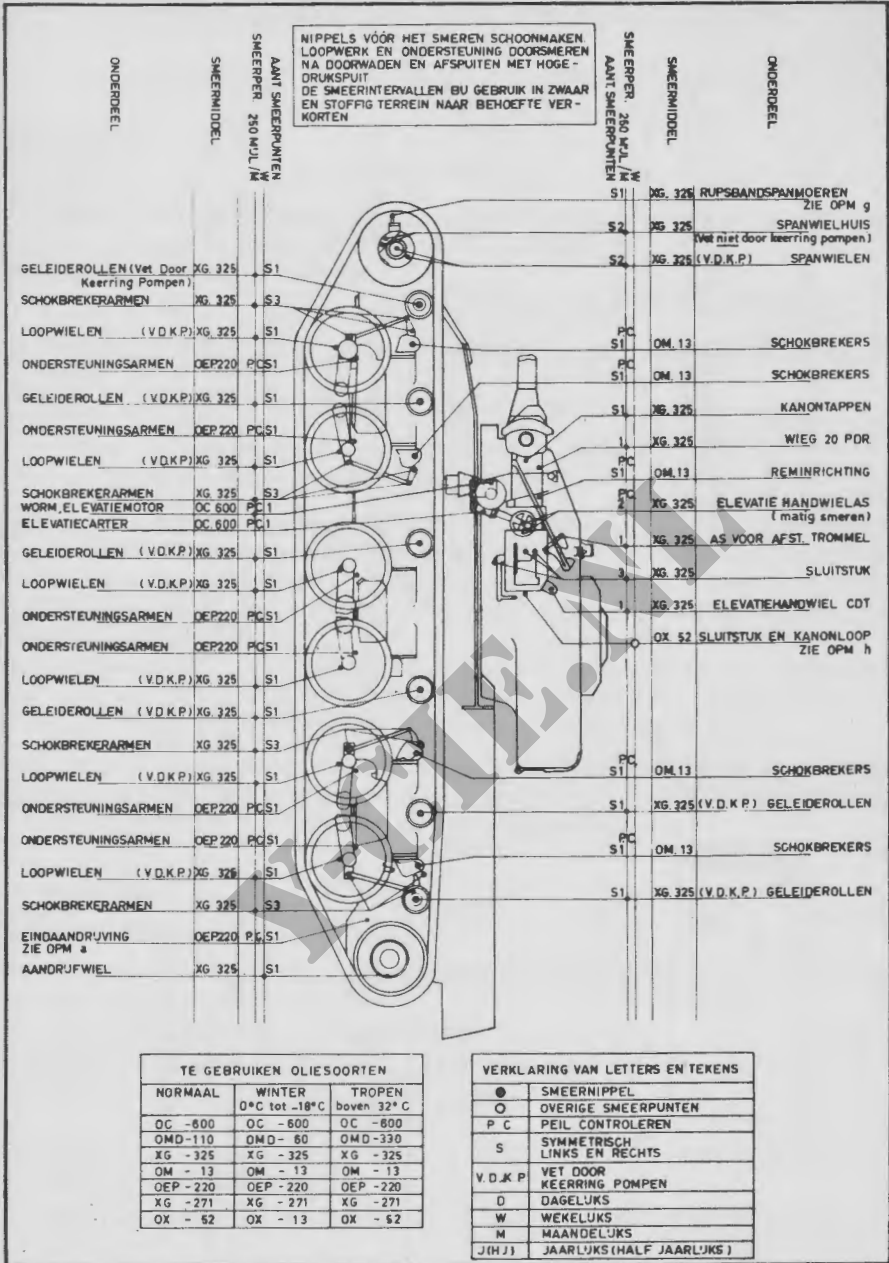 NIPPELS VÓÓR HET SMEREN SCHOONMAKEN.
LOOPWERK EN ONDERSTEUNING DOORSMEREN
NA DOORWADEN EN AFSPUITEN MET HOGE-
DRUKSPUIT
DE SMEERINTERVALLEN BIJ GEBRUIK IN ZWAAR
EN STOFFIG TERREIN NAAR BEHOEFTE VER-
KORTEN
ONDERDEEL
SMEERMIDDEL
SMEERPER. 250 MIJL /M W
AANT SMEERPUNTEN
GELEIDEROLLEN (Vet Door XG. 325 S1
Keerring Pompen)
SCHOKBREKERARMEN XG. 325 S3
LOOPWIELEN (V.D.K.P) XG. 325 S1
ONDERSTEUNINGSARMEN OEP220 PC S1
GELEIDEROLLEN (V.D.K.P) XG. 325 S1
ONDERSTEUNINGSARMEN OEP 220 PC S1
LOOPWIELEN (V.D.K.P) XG. 325 S1
SCHOKBREKERARMEN XG. 325 S3
WORM, ELEVATIEMOTOR OC 600 PC 1
ELEVATIECARTER OC. 600 PC 1
GELEIDEROLLEN (V.D.K.P) XG. 325 S1
LOOPWIELEN (V.D.K.P) XG. 325 S1
ONDERSTEUNINGSARMEN OEP220 PC S1
ONDERSTEUNINGSARMEN OEP220 PC S1
LOOPWIELEN (V.D.K.P) XG. 325 S1
GELEIDEROLLEN (V.D.K.P) XG. 325 S1
SCHOKBREKERARMEN XG 325 S3
LOOPWIELEN (V.D.K.P) XG. 325 S1
ONDERSTEUNINGSARMEN OEP220 PC S1
ONDERSTEUNINGSARMEN OEP 220 PC S1
LOOPWIELEN (V.D.K.P) XG. 325 S1
SCHOKBREKERARMEN XG 325 S3
EINDAANDRIJVING OEP220 P.C. S1
ZIE OPM a
AANDRIJFWIEL XG 325 S1
SMEERPER. 250 MIJL /M W
AANT. SMEERPUNTEN
SMEERMIDDEL
ONDERDEEL
S1 XG. 325 RUPSBANDSPANMOEREN
ZIE OPM g
S2 XG 325 SPANWIELHUIS
(Vet niet door keerring pompen)
S2 XG 325 (V.D.K.P) SPANWIELEN
PC
S1 OM. 13 SCHOKBREKERS
PC
S1 OM. 13 SCHOKBREKERS
S1 XG. 325 KANONTAPPEN
1 XG. 325 WIEG 20 PDR
PC
S1 OM.13 REMINRICHTING
PC
2 XG. 325 ELEVATIE HANDWIELAS
(matig smeren)
1 XG. 325 AS VOOR AFST. TROMMEL
3 XG. 325 SLUITSTUK
1 XG. 325 ELEVATIEHANDWIEL CDT
OX 52 SLUITSTUK EN KANONLOOP
ZIE OPM h
PC
S1 OM.13 SCHOKBREKERS
S1 XG. 325 (V.D.K.P) GELEIDEROLLEN
PC
S1 OM. 13 SCHOKBREKERS
S1 XG. 325 (V.D.K.P) GELEIDEROLLEN
Y-TIE.NL
TE GEBRUIKEN OLIESOORTEN
NORMAAL WINTER TROPEN
0°C tot -18°C boven 32°C
OC -600 OC -600 OC -600
OMD-110 OMD- 60 OMD-330
XG -325 XG -325 XG -325
OM - 13 OM - 13 OM - 13
OEP -220 OEP -220 OEP -220
XG -271 XG -271 XG -271
OX - 52 OX - 13 OX - 52
VERKLARING VAN LETTERS EN TEKENS
● SMEERNIPPEL
○ OVERIGE SMEERPUNTEN
P C PEIL CONTROLEREN
S SYMMETRISCH
LINKS EN RECHTS
V.D.K.P VET DOOR
KEERRING POMPEN
D DAGELIJKS
W WEKELIJKS
M MAANDELIJKS
J(HJ) JAARLIJKS (HALF JAARLIJKS)